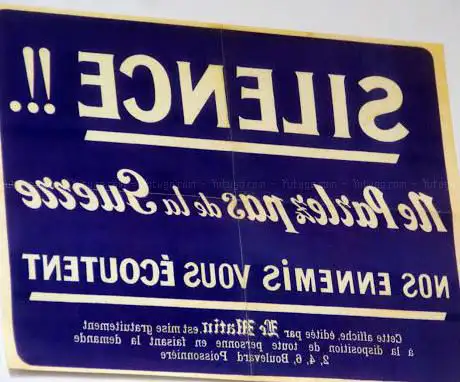 SILENCE !!!
Ne Parlez pas de la Guerre
NOS ENNEMiS VOUS ÉCOUTENT
Cette affiche, éditée par Le Matin, est mise gratuitement
à la disposition de toute personne en faisant la demande
2, 4, 6, Boulevard Poissonnière